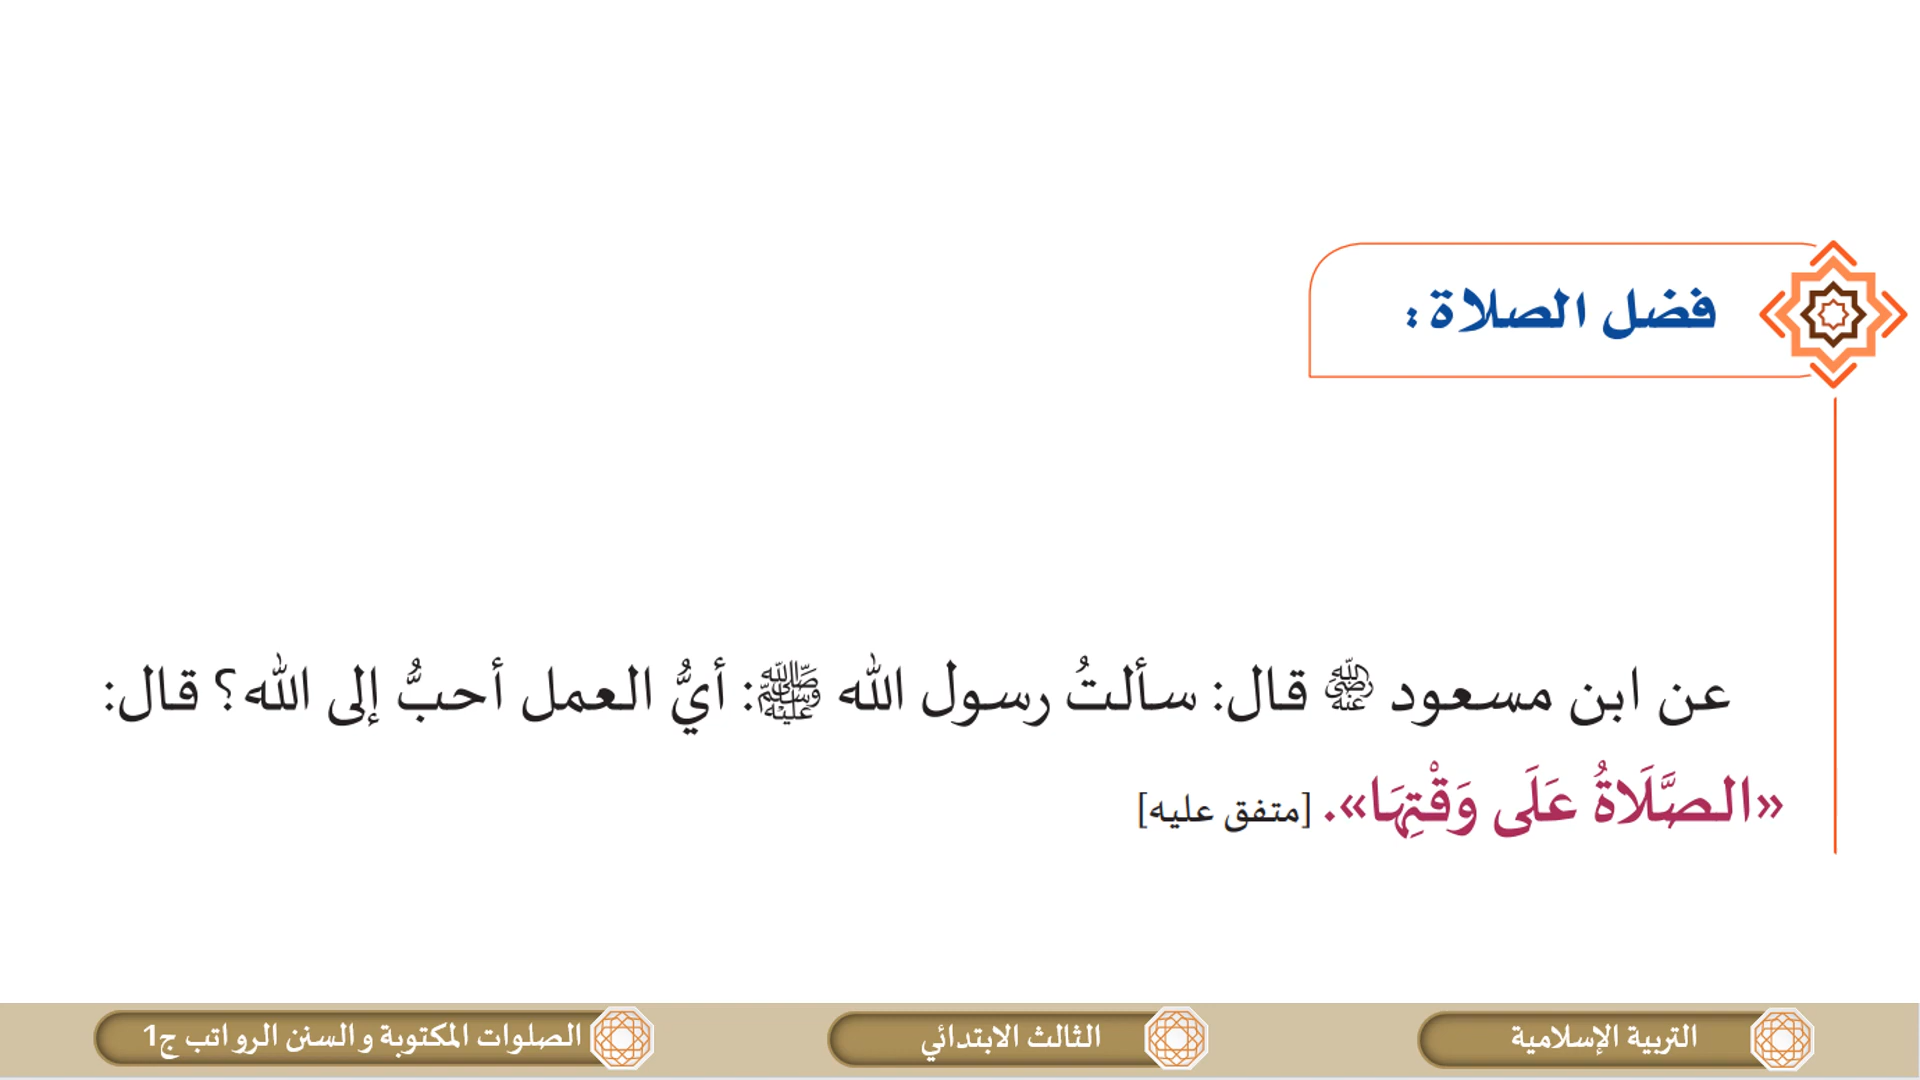 فضل الصلاة :
عن ابن مسعود ﵁ قال: سألتُ رسول الله ﷺ: أيُّ العمل أحبُّ إلى الله؟ قال:
«الصَّلَاةُ عَلَى وَقْتِهَا». [متفق عليه]
التربية الإسلامية
الثالث الابتدائي
الصلوات المكتوبة والسنن الرواتب ج1